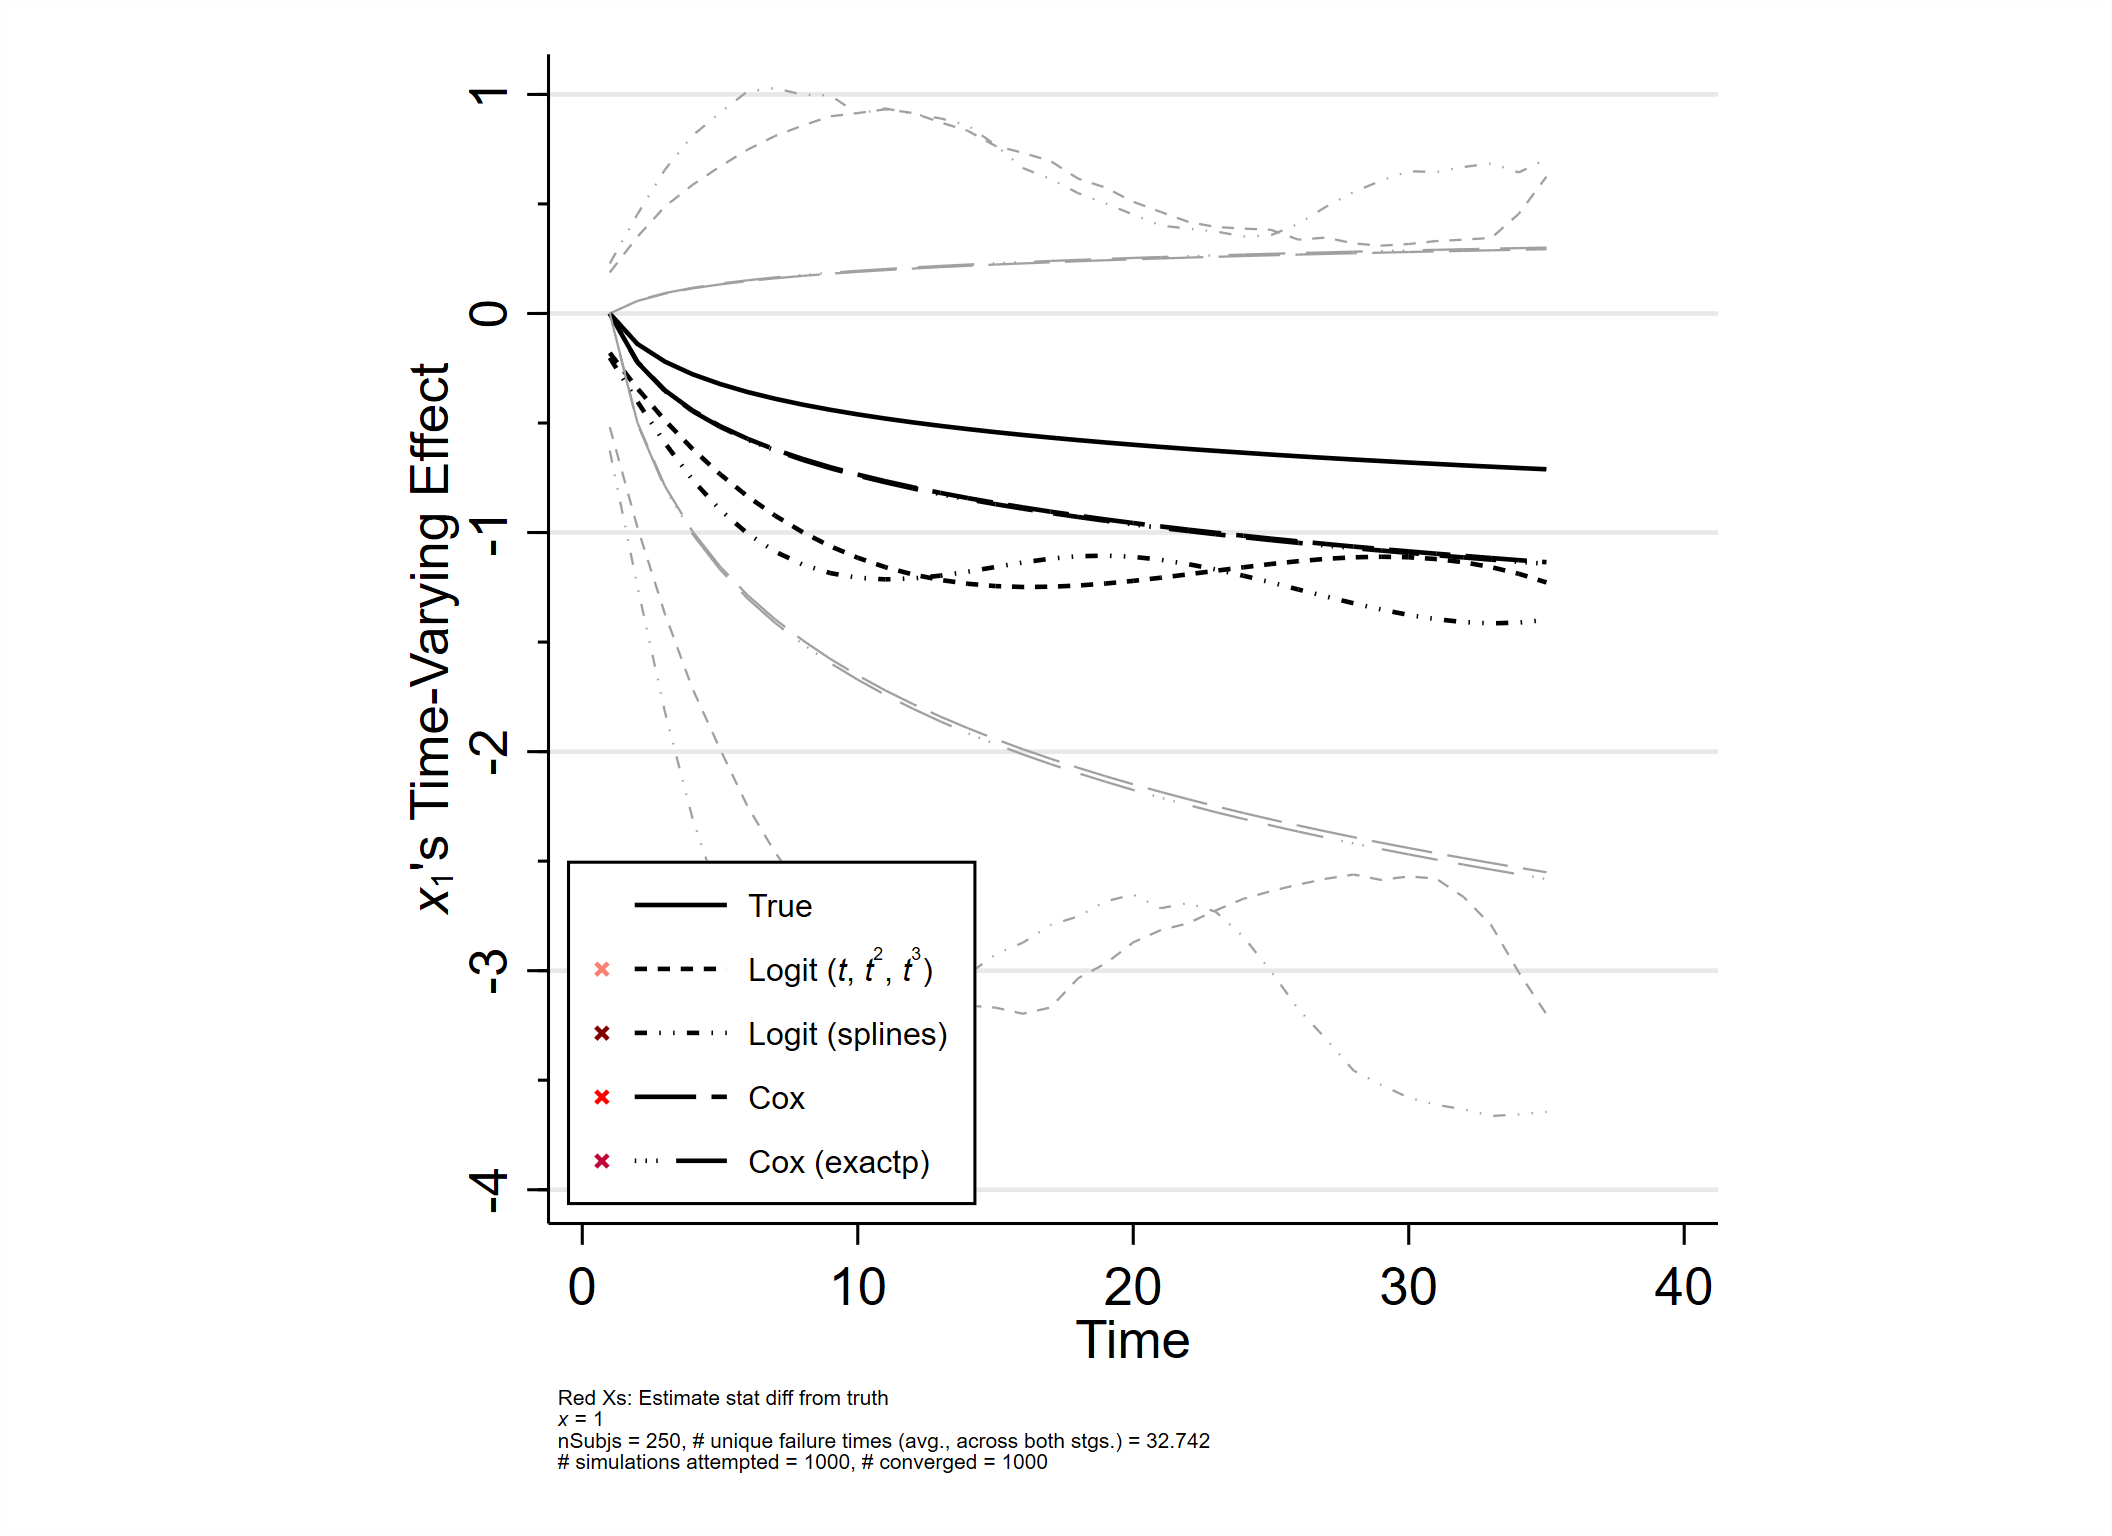 x₁'s Time-Varying Effect
1
0
-1
-2
-3
-4
True
Logit (t, t², t³)
Logit (splines)
Cox
Cox (exactp)
0 10 20 30 40
Time
Red Xs: Estimate stat diff from truth
x = 1
nSubjs = 250, # unique failure times (avg., across both stgs.) = 32.742
# simulations attempted = 1000, # converged = 1000